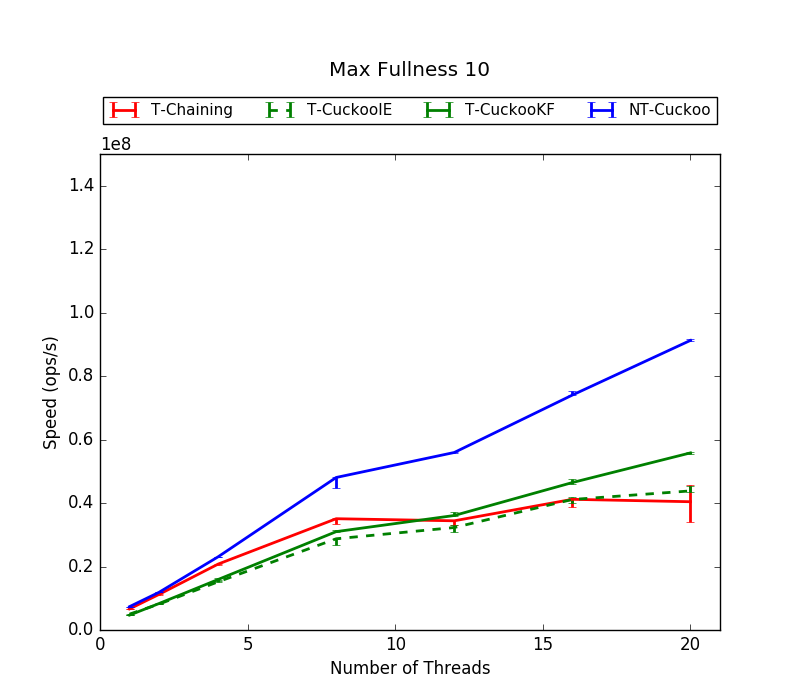 Max Fullness 10
T-Chaining T-CuckooIE T-CuckooKF NT-Cuckoo
1e8
1.4
1.2
1.0
0.8
0.6
0.4
0.2
0.0
Speed (ops/s)
0 5 10 15 20
Number of Threads